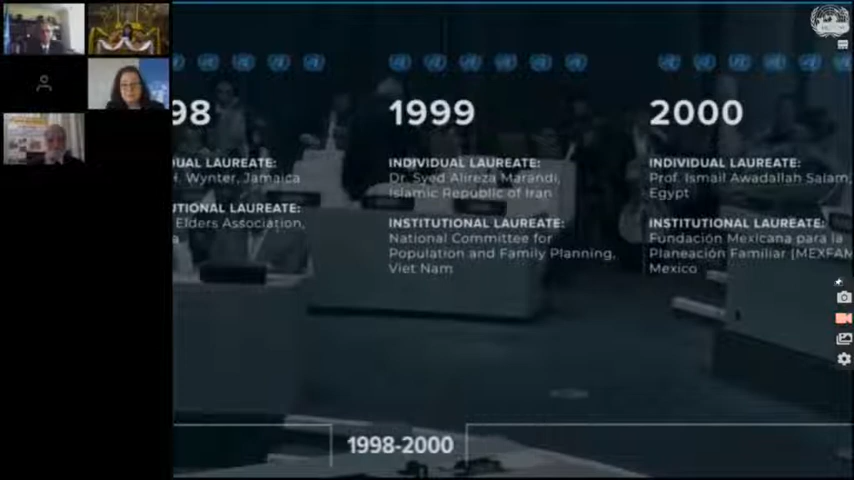 98
DUAL LAUREATE:
H. Wynter, Jamaica
UTIONAL LAUREATE:
Elders Association,
a
1999
INDIVIDUAL LAUREATE:
Dr. Syed Alireza Marandi,
Islamic Republic of Iran
INSTITUTIONAL LAUREATE:
National Committee for
Population and Family Planning,
Viet Nam
2000
INDIVIDUAL LAUREATE:
Prof. Ismail Awadallah Salam,
Egypt
INSTITUTIONAL LAUREATE:
Fundación Mexicana para la
Planeación Familiar [MEXFAM
Mexico
1998-2000